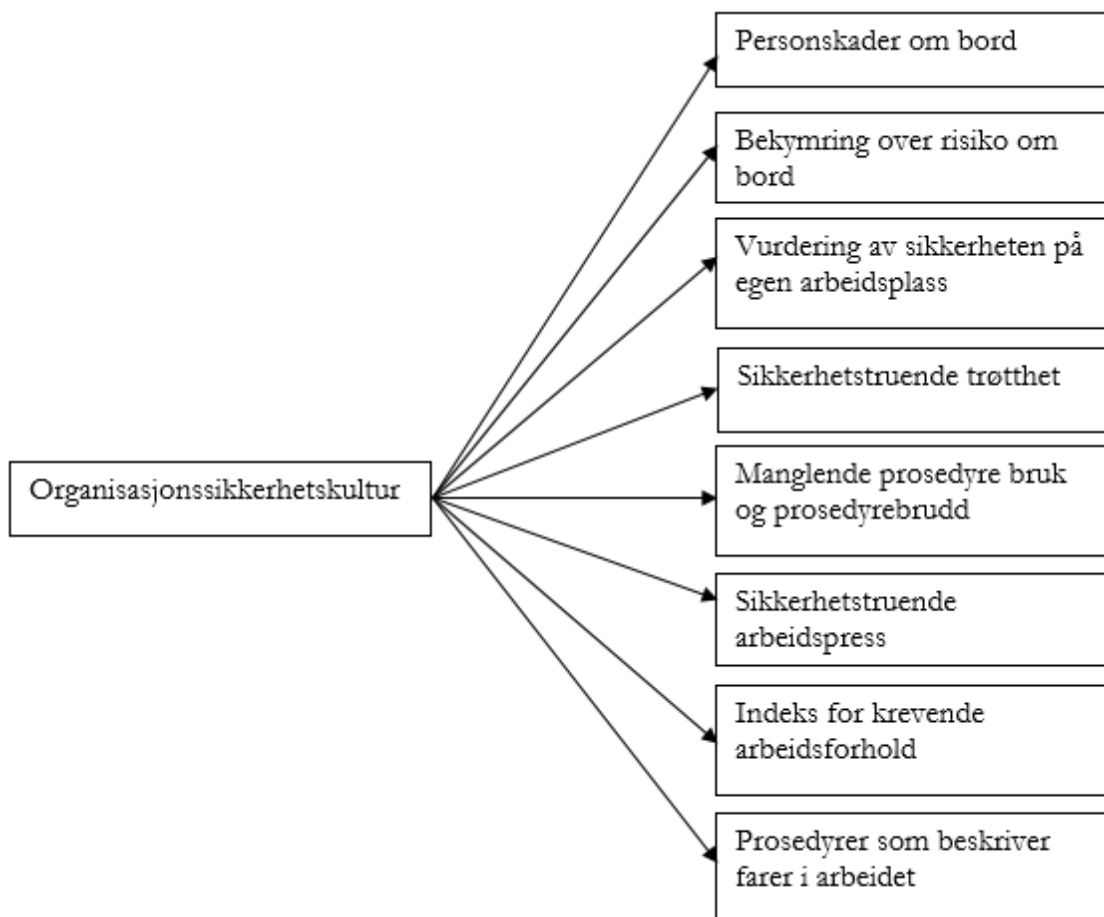 Personskader om bord
Bekymring over risiko om
bord
Vurdering av sikkerheten på
egen arbeidsplass
Sikkerhetstruende trøtthet
Organisasjonssikkerhetskultur
Manglende prosedyre bruk
og prosedyrebrudd
Sikkerhetstruende
arbeidspress
Indeks for krevende
arbeidsforhold
Prosedyrer som beskriver
farer i arbeidet